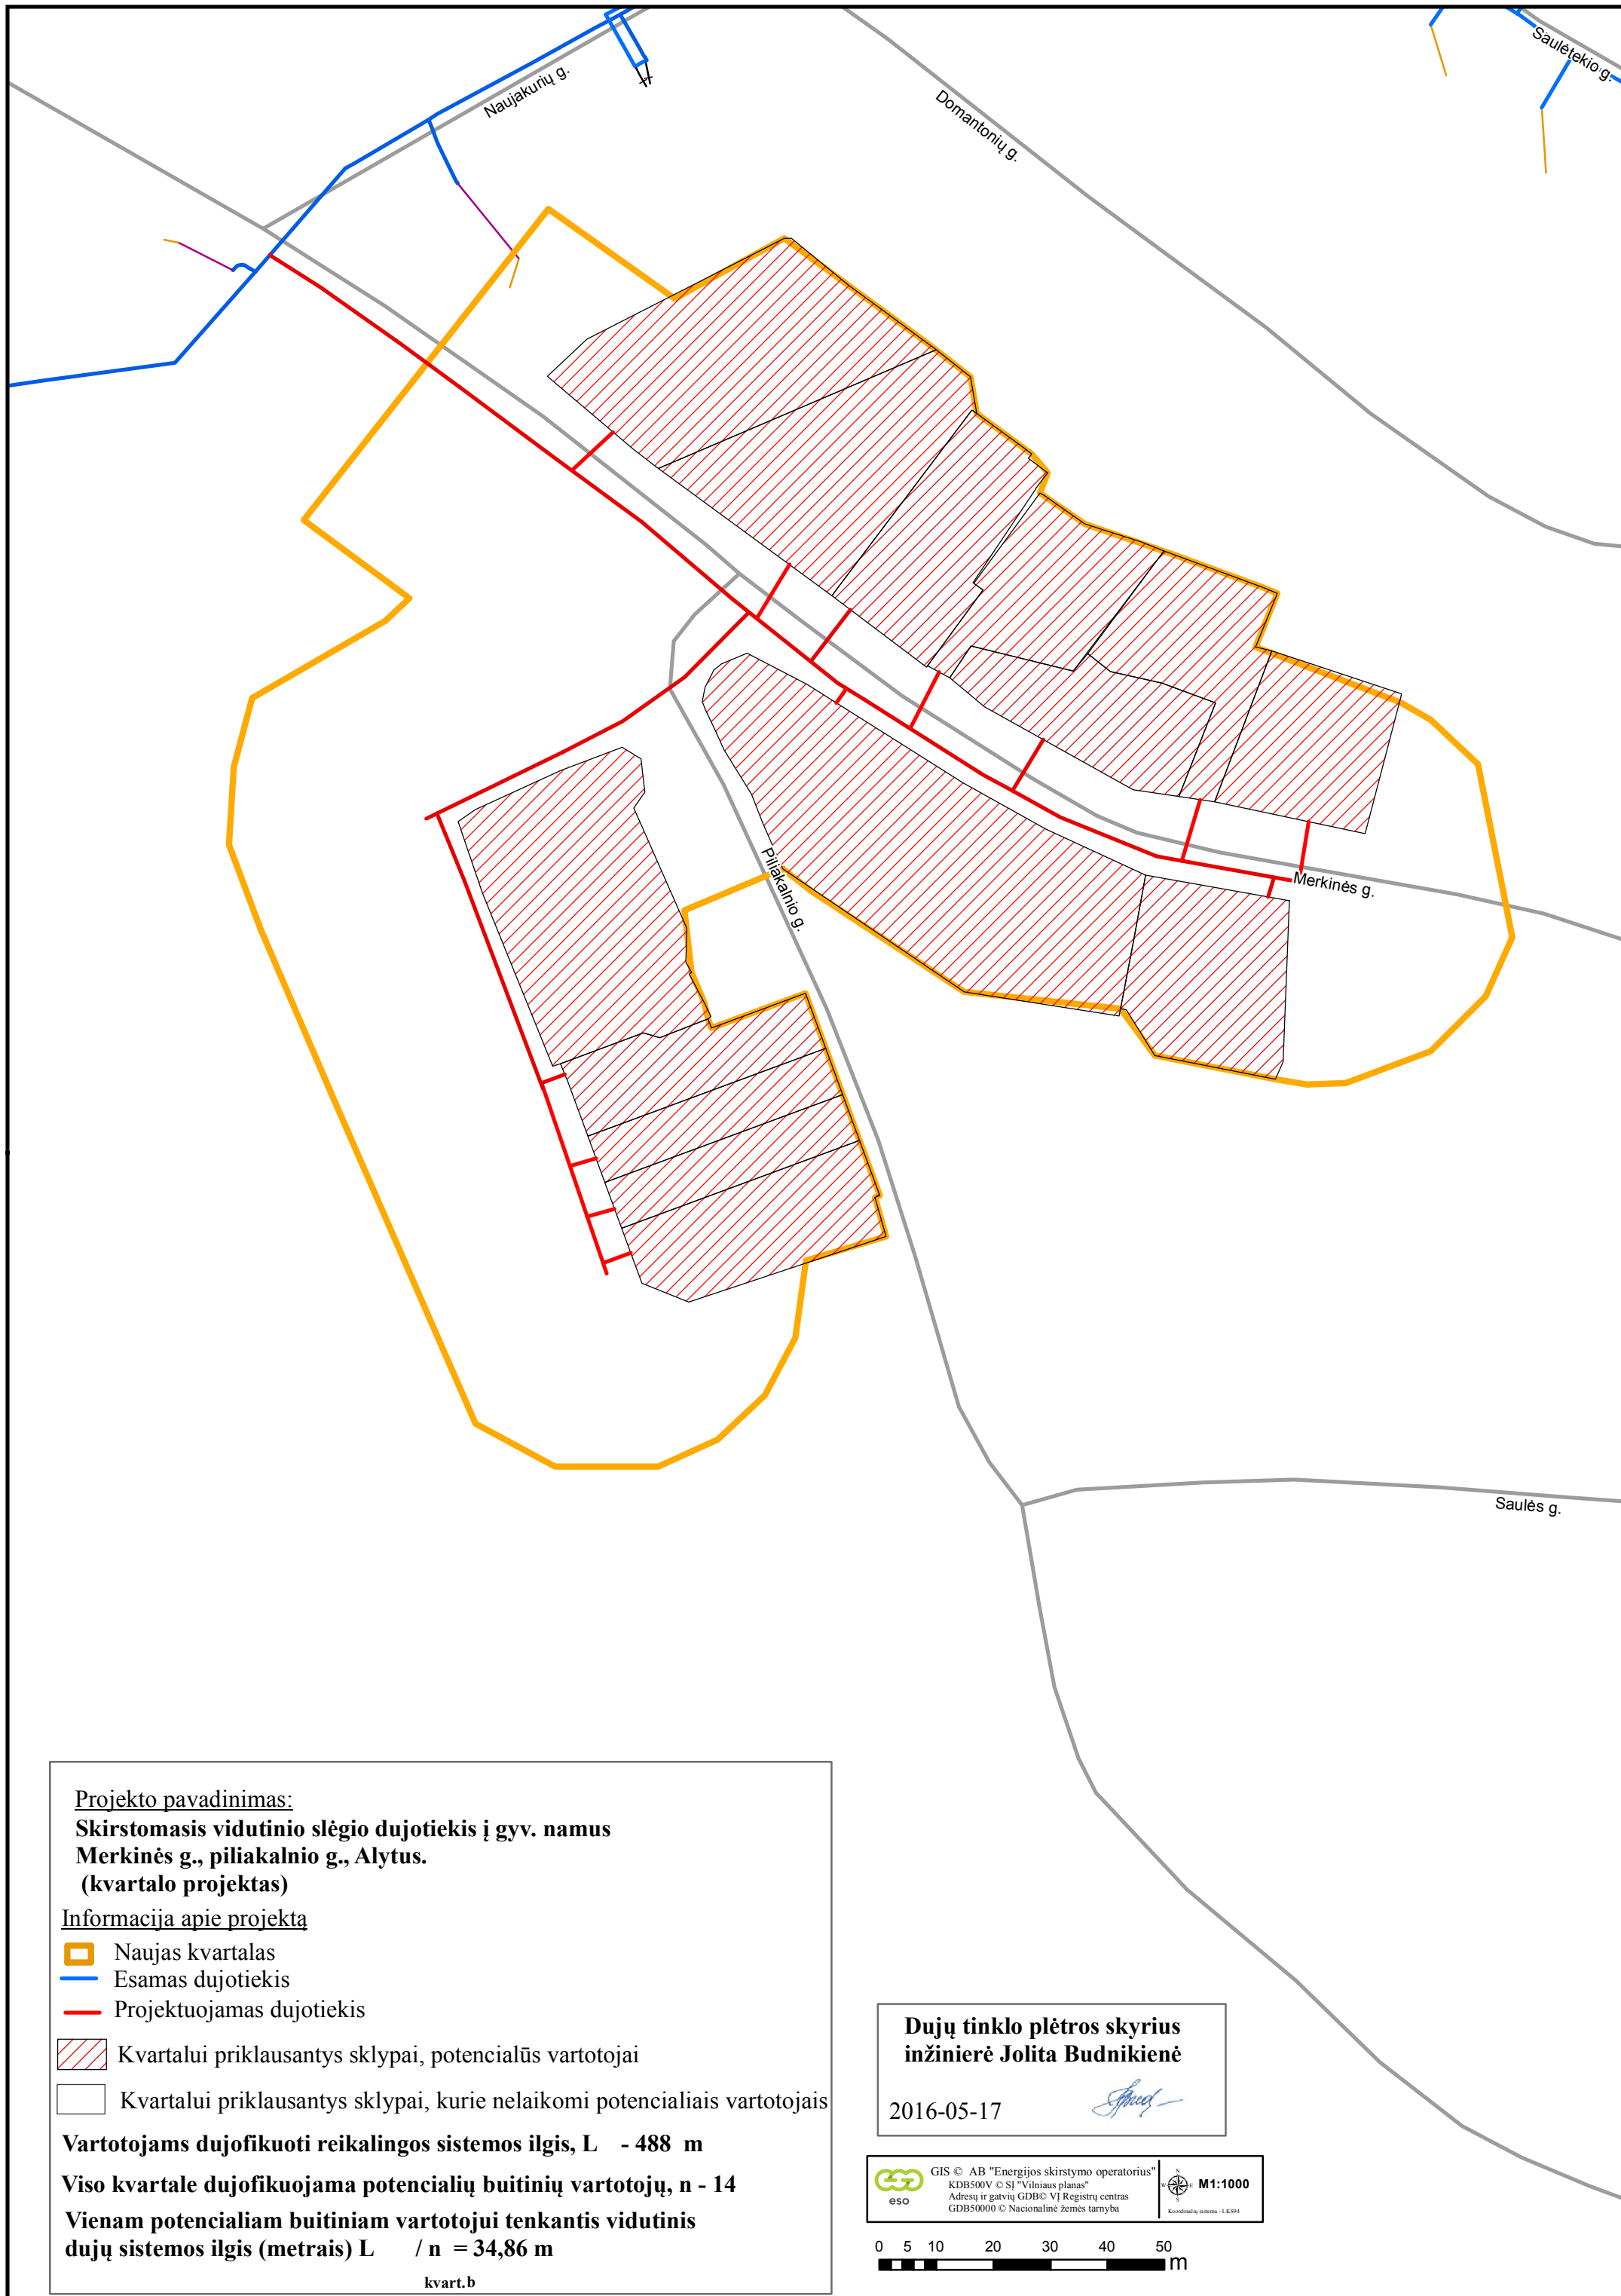 Saulėtekio g.
Naujakurių g.
Domantonių g.
Piliakalnio g.
Merkinės g.
Saulės g.
Projekto pavadinimas:
Skirstomasis vidutinio slėgio dujotiekis į gyv. namus
Merkinės g., piliakalnio g., Alytus.
(kvartalo projektas)
Informacija apie projektą
Naujas kvartalas
Esamas dujotiekis
Projektuojamas dujotiekis
Kvartalui priklausantys sklypai, potencialūs vartotojai
Kvartalui priklausantys sklypai, kurie nelaikomi potencialiais vartotojais
Vartotojams dujofikuoti reikalingos sistemos ilgis, L - 488 m
Viso kvartale dujofikuojama potencialių buitinių vartotojų, n - 14
Vienam potencialiam buitiniam vartotojui tenkantis vidutinis
dujų sistemos ilgis (metrais) L / n = 34,86 m
kvart.b
Dujų tinklo plėtros skyrius
inžinierė Jolita Budnikienė
2016-05-17
eso
GIS © AB "Energijos skirstymo operatorius"
KDB500V © SĮ "Vilniaus planas"
Adresų ir gatvių GDB© VĮ Registrų centras
GDB50000 © Nacionalinė žemės tarnyba
N
W E
S
M1:1000
Koordinačių sistema - LKS94
0 5 10 20 30 40 50
m